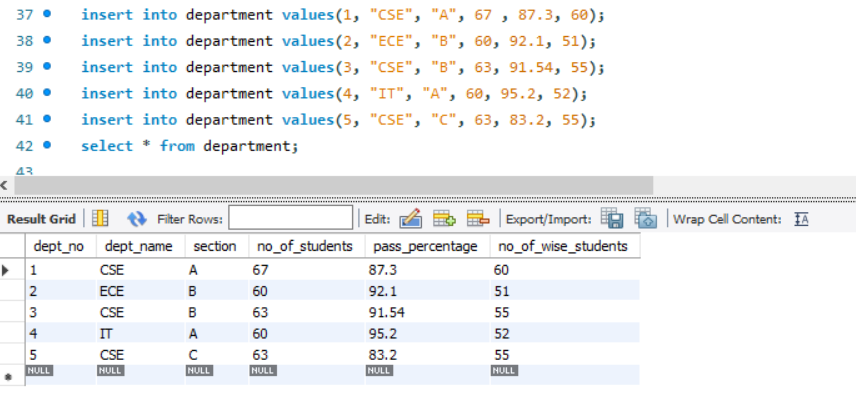 37 insert into department values(1, "CSE", "A", 67 , 87.3, 60);
38 insert into department values(2, "ECE", "B", 60, 92.1, 51);
39 insert into department values(3, "CSE", "B", 63, 91.54, 55);
40 insert into department values(4, "IT", "A", 60, 95.2, 52);
41 insert into department values(5, "CSE", "C", 63, 83.2, 55);
42 select * from department;
43
Result Grid Filter Rows: Edit: Export/Import: Wrap Cell Content: IA
dept_no dept_name section no_of_students pass_percentage no_of_wise_students
1 CSE A 67 87.3 60
2 ECE B 60 92.1 51
3 CSE B 63 91.54 55
4 IT A 60 95.2 52
5 CSE C 63 83.2 55
NULL NULL NULL NULL NULL NULL